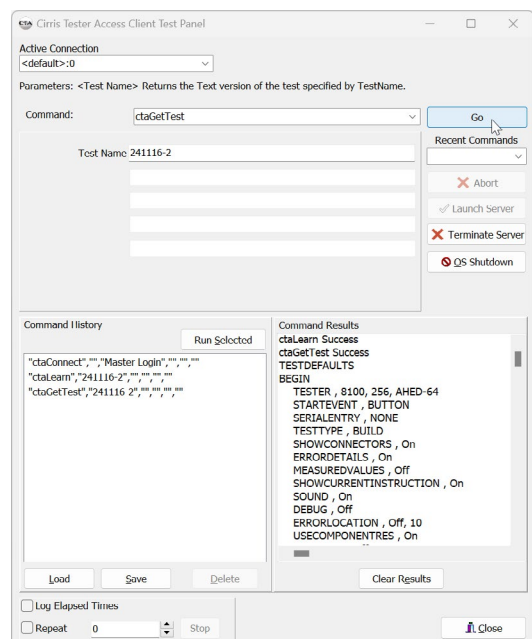 CTA Cirris Tester Access Client Test Panel
Active Connection
<default>:0
Parameters: <Test Name> Returns the Text version of the test specified by TestName.
Command:
ctaGetTest
Go
Test Name
241116-2
Recent Commands
Abort
Launch Server
Terminate Server
OS Shutdown
Command History
Run Selected
"ctaConnect","","Master Login","","",""
"ctaLearn","241116-2","","","",""
"ctaGetTest","241116 2","","","",""
Load
Save
Delete
Command Results
ctaLearn Success
ctaGetTest Success
TESTDEFAULTS
BEGIN
TESTER , 8100, 256, AHED-64
STARTEVENT , BUTTON
SERIALENTRY , NONE
TESTTYPE , BUILD
SHOWCONNECTORS , On
ERRORDETAILS , On
MEASUREDVALUES , Off
SHOWCURRENTINSTRUCTION , On
SOUND , On
DEBUG , Off
ERRORLOCATION , Off, 10
USECOMPONENTRES , On
Clear Results
Log Elapsed Times
Repeat
0
Stop
Close